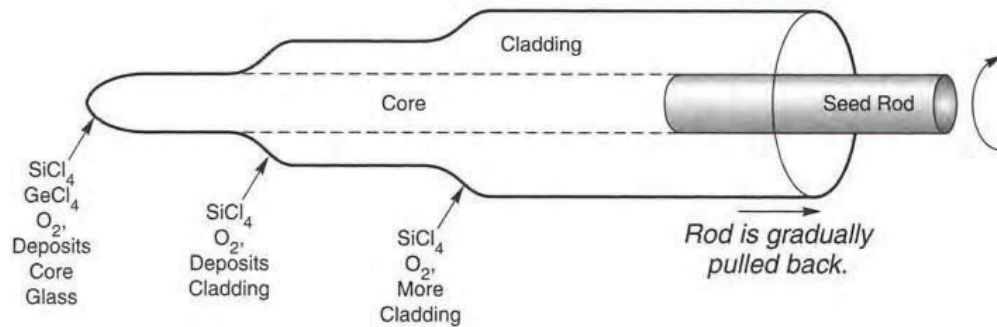 Cladding
Core
Seed Rod
SiCl₄
GeCl₄
O₂,
Deposits
Core
Glass
SiCl₄
O₂,
Deposits
Cladding
SiCl₄
O₂,
More
Cladding
Rod is gradually
pulled back.